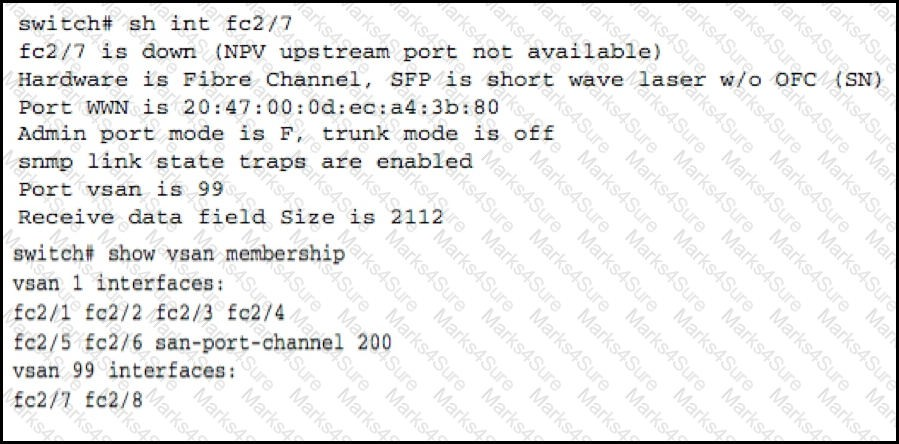 switch# sh int fc2/7
fc2/7 is down (NPV upstream port not available)
Hardware is Fibre Channel, SFP is short wave laser w/o OFC (SN)
Port WWN is 20:47:00:0d:ec:a4:3b:80
Admin port mode is F, trunk mode is off
snmp link state traps are enabled
Port vsan is 99
Receive data field Size is 2112
switch# show vsan membership
vsan 1 interfaces:
fc2/1 fc2/2 fc2/3 fc2/4
fc2/5 fc2/6 san-port-channel 200
vsan 99 interfaces:
fc2/7 fc2/8
Marks4Sure